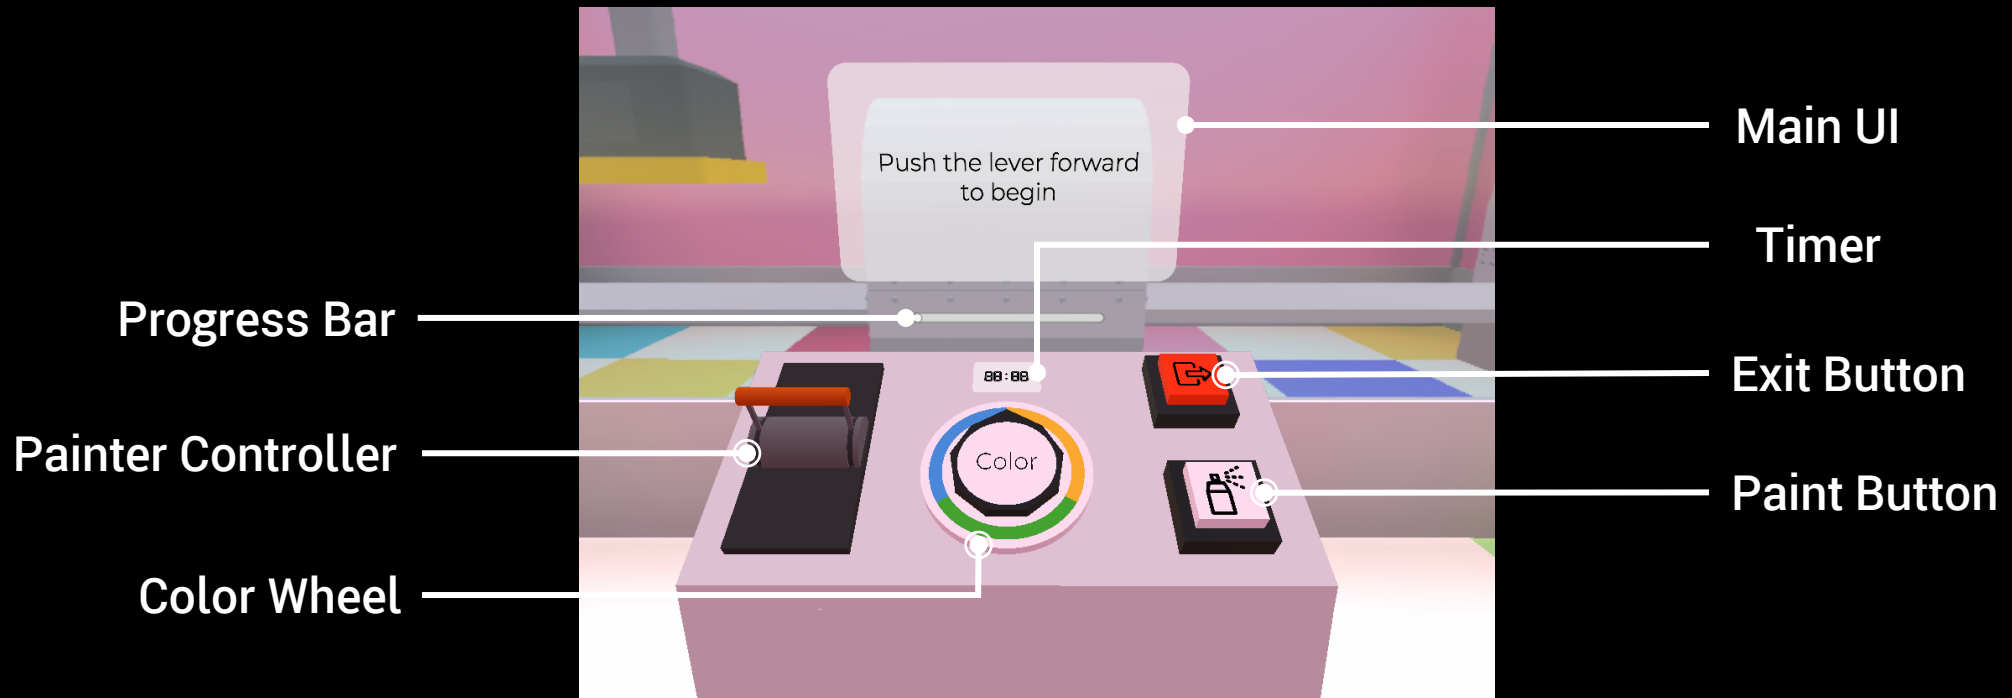 Main UI
Push the lever forward
to begin
Timer
Progress Bar
88:88
Exit Button
Painter Controller
Color
Paint Button
Color Wheel